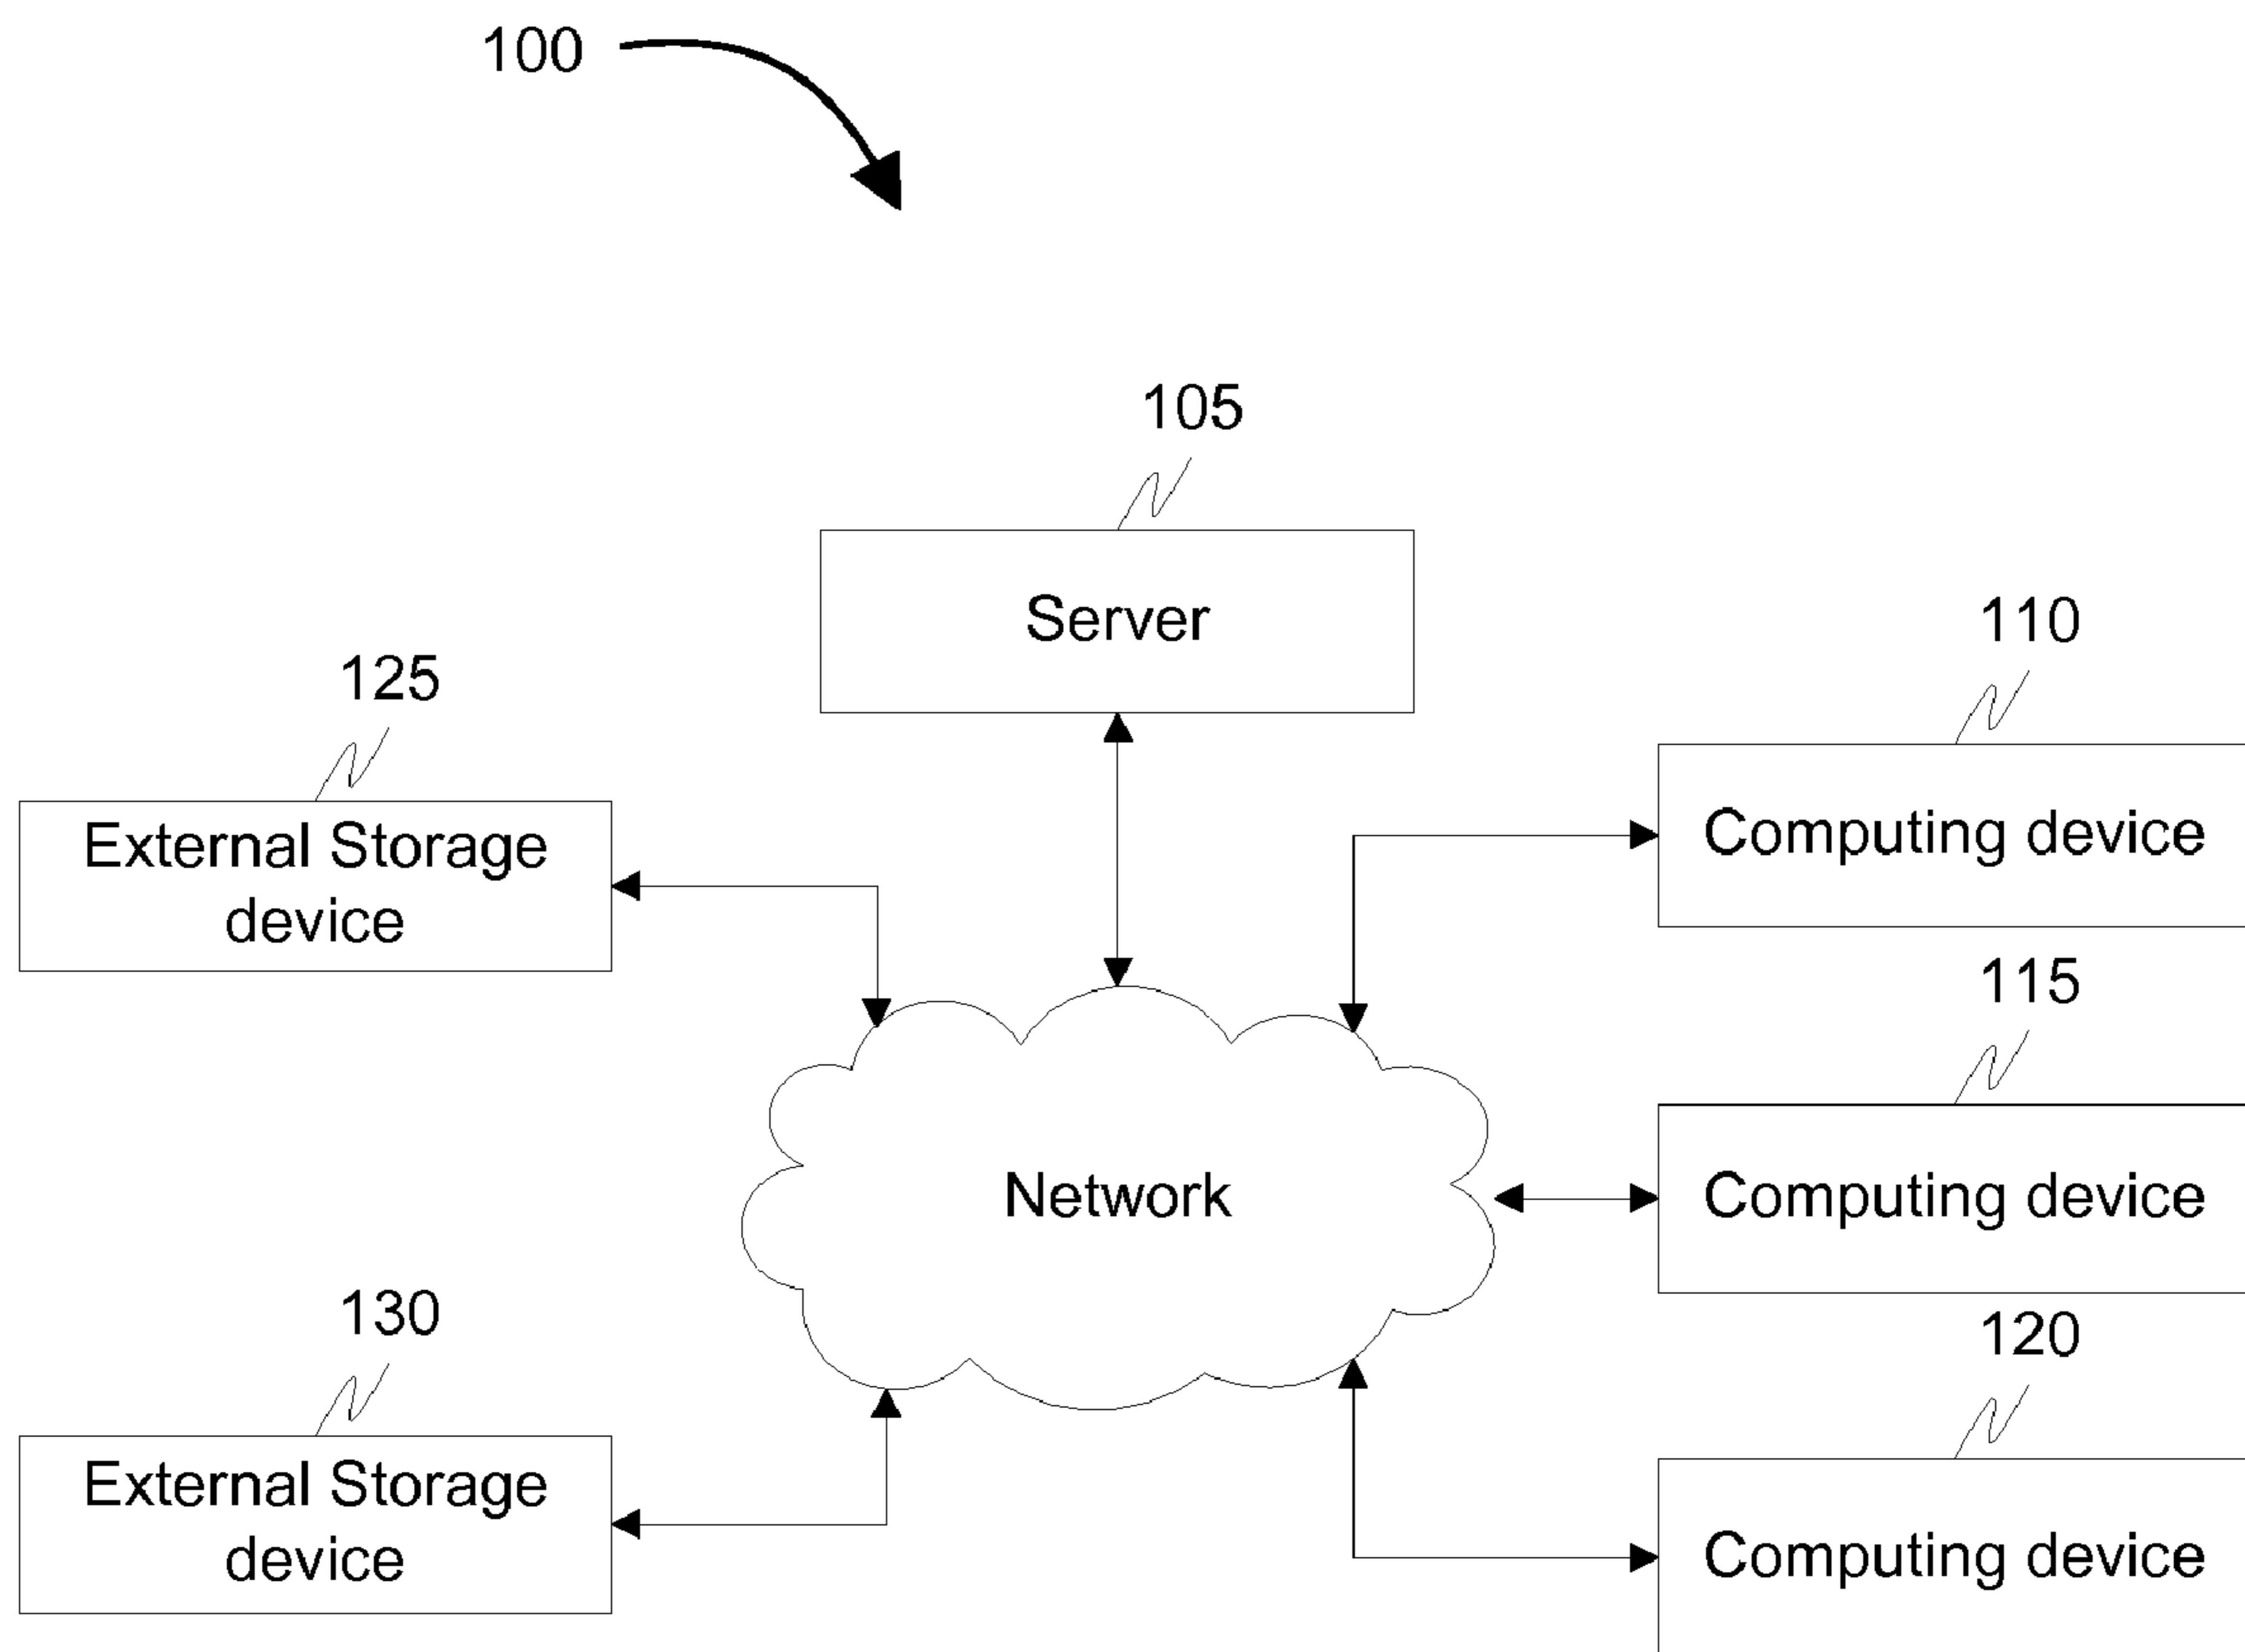 100
105
Server
110
125
Computing device
External Storage
device
115
Network
Computing device
130
120
External Storage
device
Computing device